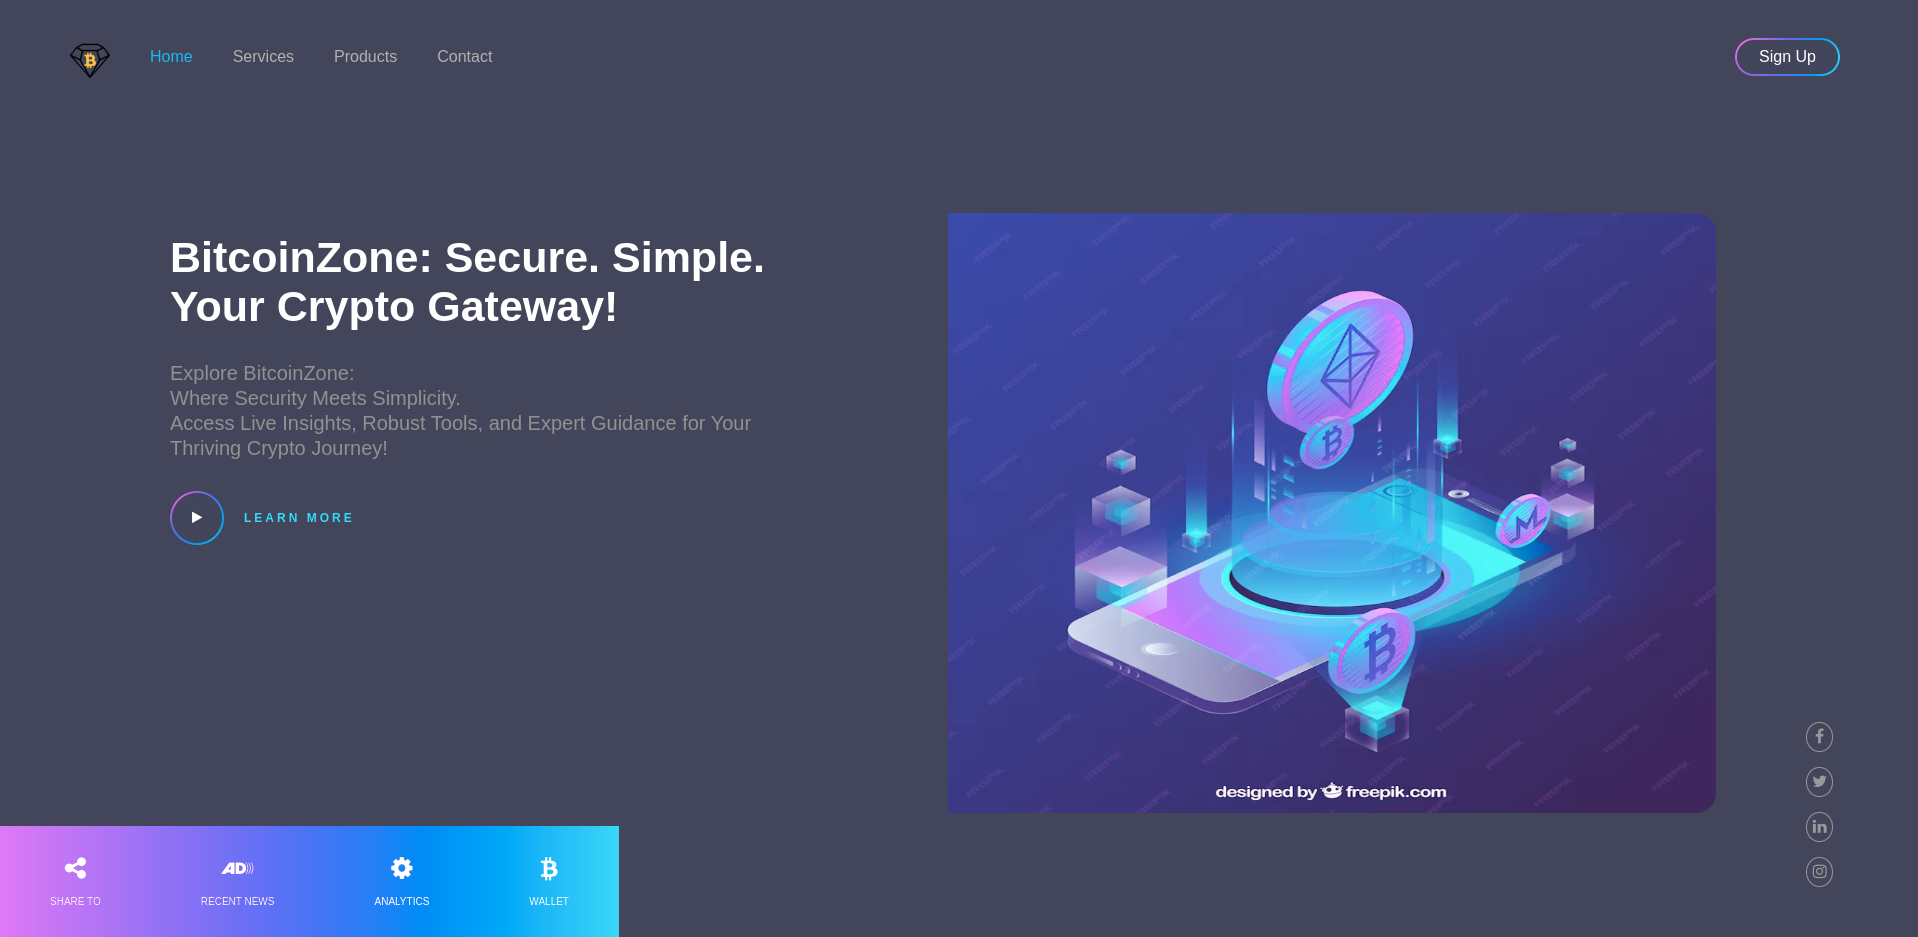 Home
Services
Products
Contact
Sign Up
BitcoinZone: Secure. Simple.
Your Crypto Gateway!
Explore BitcoinZone:
Where Security Meets Simplicity.
Access Live Insights, Robust Tools, and Expert Guidance for Your
Thriving Crypto Journey!
LEARN MORE
FREEPIK
designed by freepik.com
SHARE TO
RECENT NEWS
ANALYTICS
WALLET